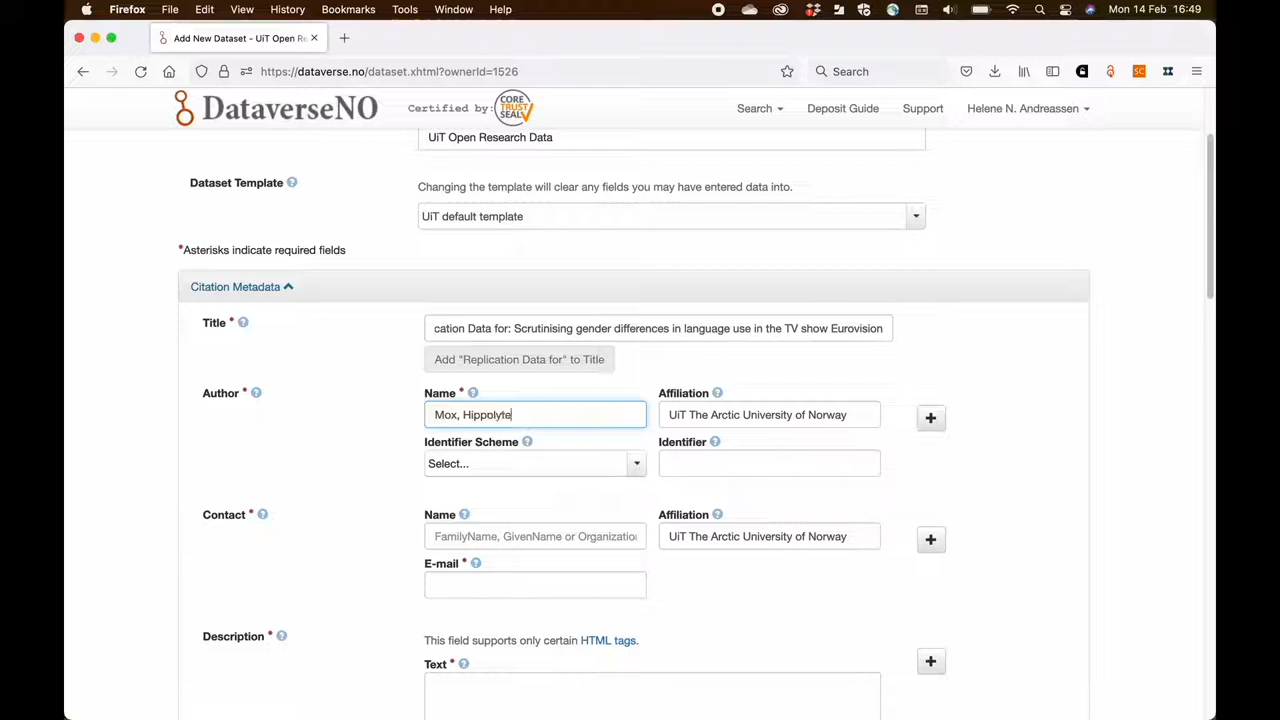 Firefox File Edit View History Bookmarks Tools Window Help Mon 14 Feb 16:49
Add New Dataset - UiT Open Re
https://dataverse.no/dataset.xhtml?ownerId=1526 Search
DataverseNO Certified by: CORE TRUST SEAL Search Deposit Guide Support Helene N. Andreassen
UiT Open Research Data
Dataset Template Changing the template will clear any fields you may have entered data into.
UiT default template
*Asterisks indicate required fields
Citation Metadata
Title * cation Data for: Scrutinising gender differences in language use in the TV show Eurovision
Add "Replication Data for" to Title
Author * Name * Affiliation
Mox, Hippolyte UiT The Arctic University of Norway
Identifier Scheme Identifier
Select...
Contact * Name Affiliation
FamilyName, GivenName or Organization UiT The Arctic University of Norway
E-mail *
Description * This field supports only certain HTML tags.
Text *